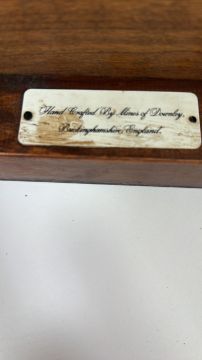 "Hand Crafted By Mines of Downley,
Buckinghamshire, England."